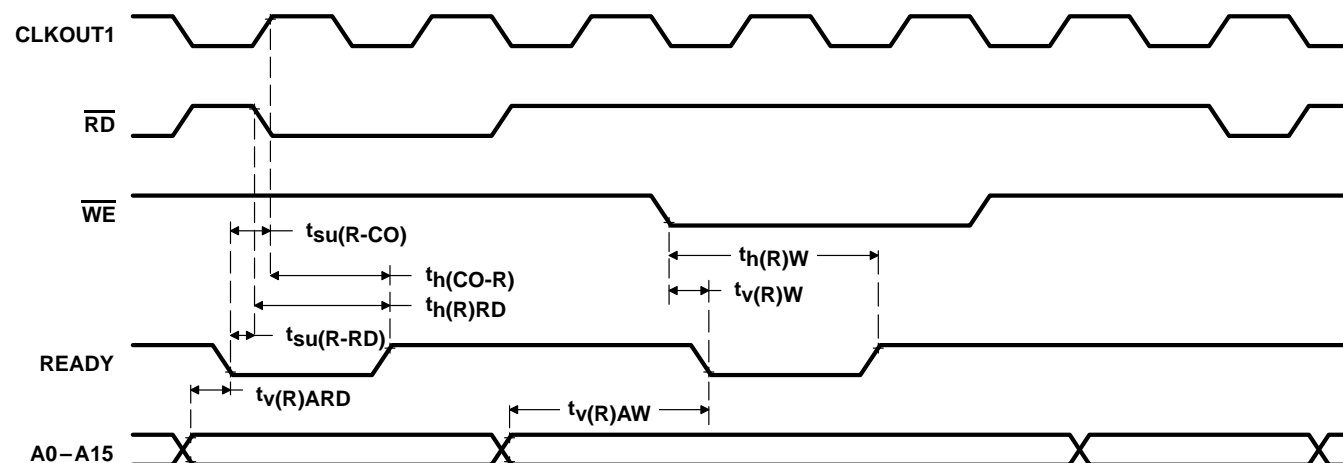 CLKOUT1
RD
WE
tsu(R-CO)
th(CO-R)
th(R)RD
tsu(R-RD)
th(R)W
tv(R)W
READY
tv(R)ARD
tv(R)AW
A0–A15